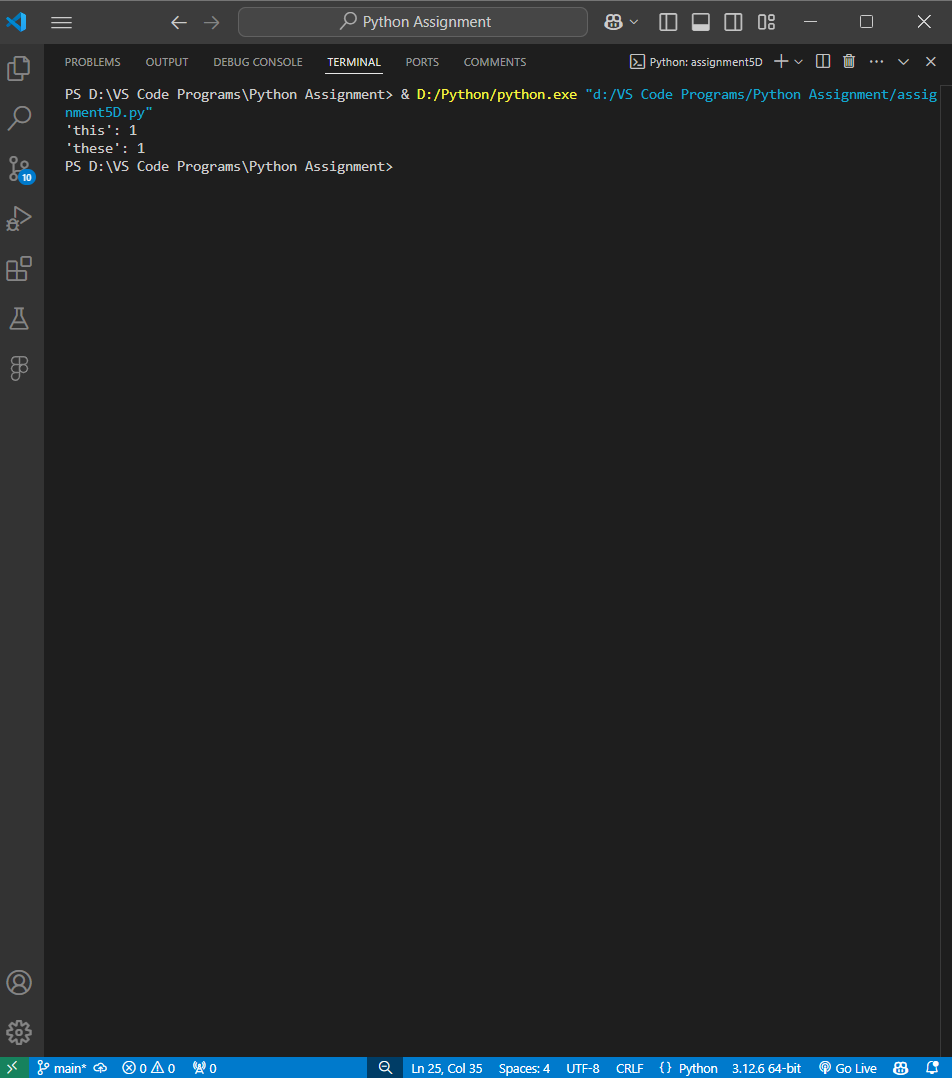 Python Assignment
PROBLEMS OUTPUT DEBUG CONSOLE TERMINAL PORTS COMMENTS Python: assignment5D
PS D:\VS Code Programs\Python Assignment> & D:/Python/python.exe "d:/VS Code Programs/Python Assignment/assig
nment5D.py"
'this': 1
'these': 1
PS D:\VS Code Programs\Python Assignment>
10
main* 0 0 0 Ln 25, Col 35 Spaces: 4 UTF-8 CRLF {} Python 3.12.6 64-bit Go Live